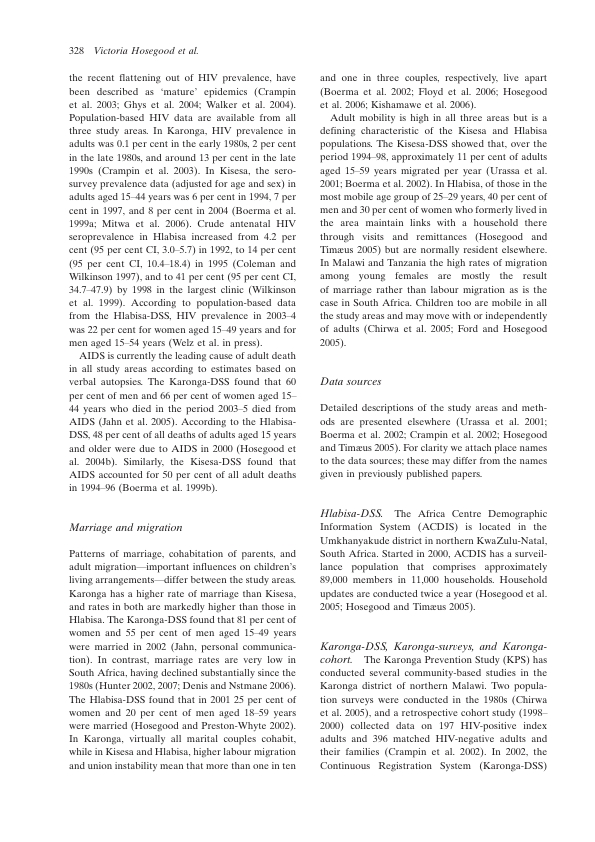 328 Victoria Hosegood et al.
the recent flattening out of HIV prevalence, have
been described as ‘mature’ epidemics (Crampin
et al. 2003; Ghys et al. 2004; Walker et al. 2004).
Population-based HIV data are available from all
three study areas. In Karonga, HIV prevalence in
adults was 0.1 per cent in the early 1980s, 2 per cent
in the late 1980s, and around 13 per cent in the late
1990s (Crampin et al. 2003). In Kisesa, the sero-
survey prevalence data (adjusted for age and sex) in
adults aged 15–44 years was 6 per cent in 1994, 7 per
cent in 1997, and 8 per cent in 2004 (Boerma et al.
1999a; Mitwa et al. 2006). Crude antenatal HIV
seroprevalence in Hlabisa increased from 4.2 per
cent (95 per cent CI, 3.0–5.7) in 1992, to 14 per cent
(95 per cent CI, 10.4–18.4) in 1995 (Coleman and
Wilkinson 1997), and to 41 per cent (95 per cent CI,
34.7–47.9) by 1998 in the largest clinic (Wilkinson
et al. 1999). According to population-based data
from the Hlabisa-DSS, HIV prevalence in 2003–4
was 22 per cent for women aged 15–49 years and for
men aged 15–54 years (Welz et al. in press).
AIDS is currently the leading cause of adult death
in all study areas according to estimates based on
verbal autopsies. The Karonga-DSS found that 60
per cent of men and 66 per cent of women aged 15–
44 years who died in the period 2003–5 died from
AIDS (Jahn et al. 2005). According to the Hlabisa-
DSS, 48 per cent of all deaths of adults aged 15 years
and older were due to AIDS in 2000 (Hosegood et
al. 2004b). Similarly, the Kisesa-DSS found that
AIDS accounted for 50 per cent of all adult deaths
in 1994–96 (Boerma et al. 1999b).
Marriage and migration
Patterns of marriage, cohabitation of parents, and
adult migration—important influences on children’s
living arrangements—differ between the study areas.
Karonga has a higher rate of marriage than Kisesa,
and rates in both are markedly higher than those in
Hlabisa. The Karonga-DSS found that 81 per cent of
women and 55 per cent of men aged 15–49 years
were married in 2002 (Jahn, personal communica-
tion). In contrast, marriage rates are very low in
South Africa, having declined substantially since the
1980s (Hunter 2002, 2007; Denis and Nstmane 2006).
The Hlabisa-DSS found that in 2001 25 per cent of
women and 20 per cent of men aged 18–59 years
were married (Hosegood and Preston-Whyte 2002).
In Karonga, virtually all marital couples cohabit,
while in Kisesa and Hlabisa, higher labour migration
and union instability mean that more than one in ten
and one in three couples, respectively, live apart
(Boerma et al. 2002; Floyd et al. 2006; Hosegood
et al. 2006; Kishamawe et al. 2006).
Adult mobility is high in all three areas but is a
defining characteristic of the Kisesa and Hlabisa
populations. The Kisesa-DSS showed that, over the
period 1994–98, approximately 11 per cent of adults
aged 15–59 years migrated per year (Urassa et al.
2001; Boerma et al. 2002). In Hlabisa, of those in the
most mobile age group of 25–29 years, 40 per cent of
men and 30 per cent of women who formerly lived in
the area maintain links with a household there
through visits and remittances (Hosegood and
Timæus 2005) but are normally resident elsewhere.
In Malawi and Tanzania the high rates of migration
among young females are mostly the result
of marriage rather than labour migration as is the
case in South Africa. Children too are mobile in all
the study areas and may move with or independently
of adults (Chirwa et al. 2005; Ford and Hosegood
2005).
Data sources
Detailed descriptions of the study areas and meth-
ods are presented elsewhere (Urassa et al. 2001;
Boerma et al. 2002; Crampin et al. 2002; Hosegood
and Timæus 2005). For clarity we attach place names
to the data sources; these may differ from the names
given in previously published papers.
Hlabisa-DSS. The Africa Centre Demographic
Information System (ACDIS) is located in the
Umkhanyakude district in northern KwaZulu-Natal,
South Africa. Started in 2000, ACDIS has a surveil-
lance population that comprises approximately
89,000 members in 11,000 households. Household
updates are conducted twice a year (Hosegood et al.
2005; Hosegood and Timæus 2005).
Karonga-DSS, Karonga-surveys, and Karonga-
cohort. The Karonga Prevention Study (KPS) has
conducted several community-based studies in the
Karonga district of northern Malawi. Two popula-
tion surveys were conducted in the 1980s (Chirwa
et al. 2005), and a retrospective cohort study (1998–
2000) collected data on 197 HIV-positive index
adults and 396 matched HIV-negative adults and
their families (Crampin et al. 2002). In 2002, the
Continuous Registration System (Karonga-DSS)